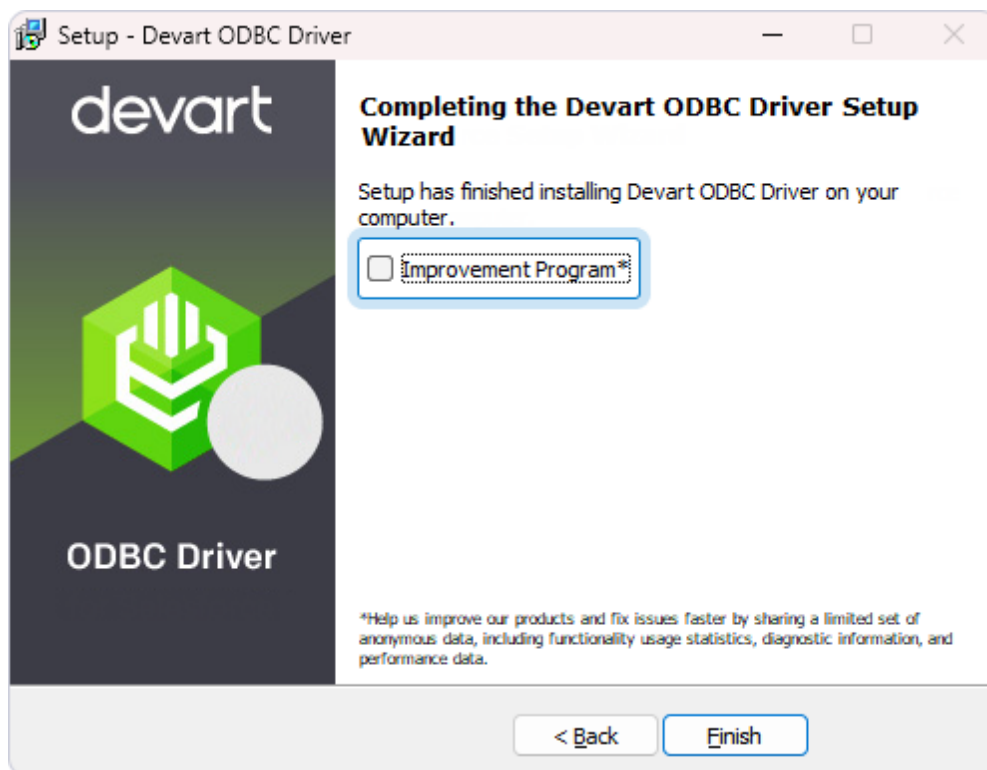 Setup - Devart ODBC Driver
devart
ODBC Driver
Completing the Devart ODBC Driver Setup
Wizard
Setup has finished installing Devart ODBC Driver on your
computer.
Improvement Program*
*Help us improve our products and fix issues faster by sharing a limited set of
anonymous data, including functionality usage statistics, diagnostic information, and
performance data.
< Back
Finish